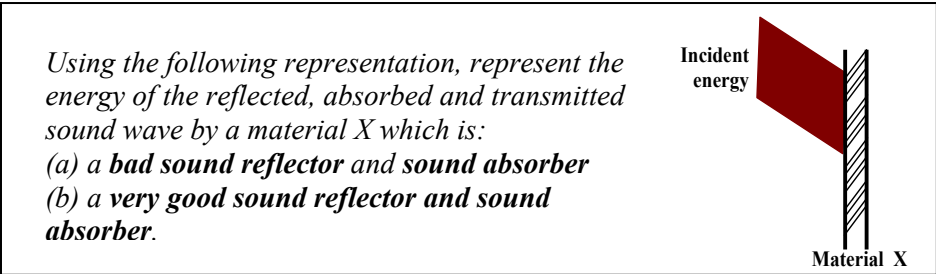 Using the following representation, represent the
energy of the reflected, absorbed and transmitted
sound wave by a material X which is:
(a) a bad sound reflector and sound absorber
(b) a very good sound reflector and sound
absorber.
Incident
energy
Material X